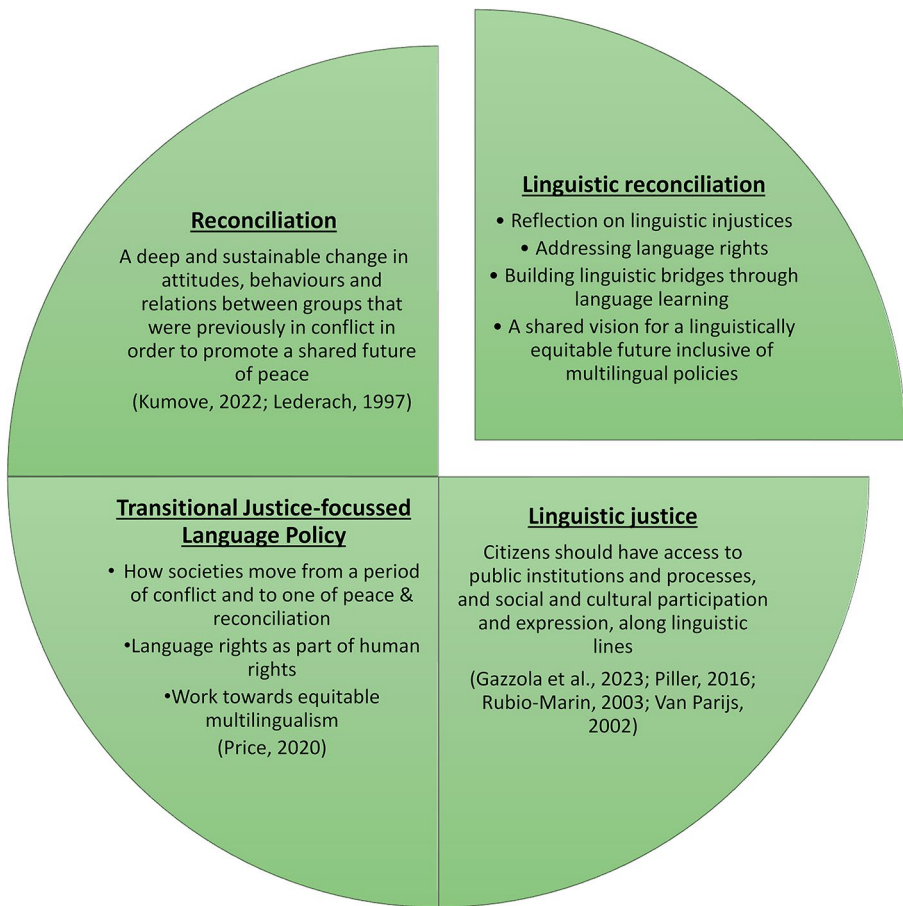 Reconciliation
A deep and sustainable change in
attitudes, behaviours and
relations between groups that
were previously in conflict in
order to promote a shared future
of peace
(Kumove, 2022; Lederach, 1997)
Linguistic reconciliation
• Reflection on linguistic injustices
• Addressing language rights
• Building linguistic bridges through
language learning
• A shared vision for a linguistically
equitable future inclusive of
multilingual policies
Transitional Justice-focussed
Language Policy
• How societies move from a period
of conflict and to one of peace &
reconciliation
•Language rights as part of human
rights
•Work towards equitable
multilingualism
(Price, 2020)
Linguistic justice
Citizens should have access to
public institutions and processes,
and social and cultural participation
and expression, along linguistic
lines
(Gazzola et al., 2023; Piller, 2016;
Rubio-Marin, 2003; Van Parijs,
2002)